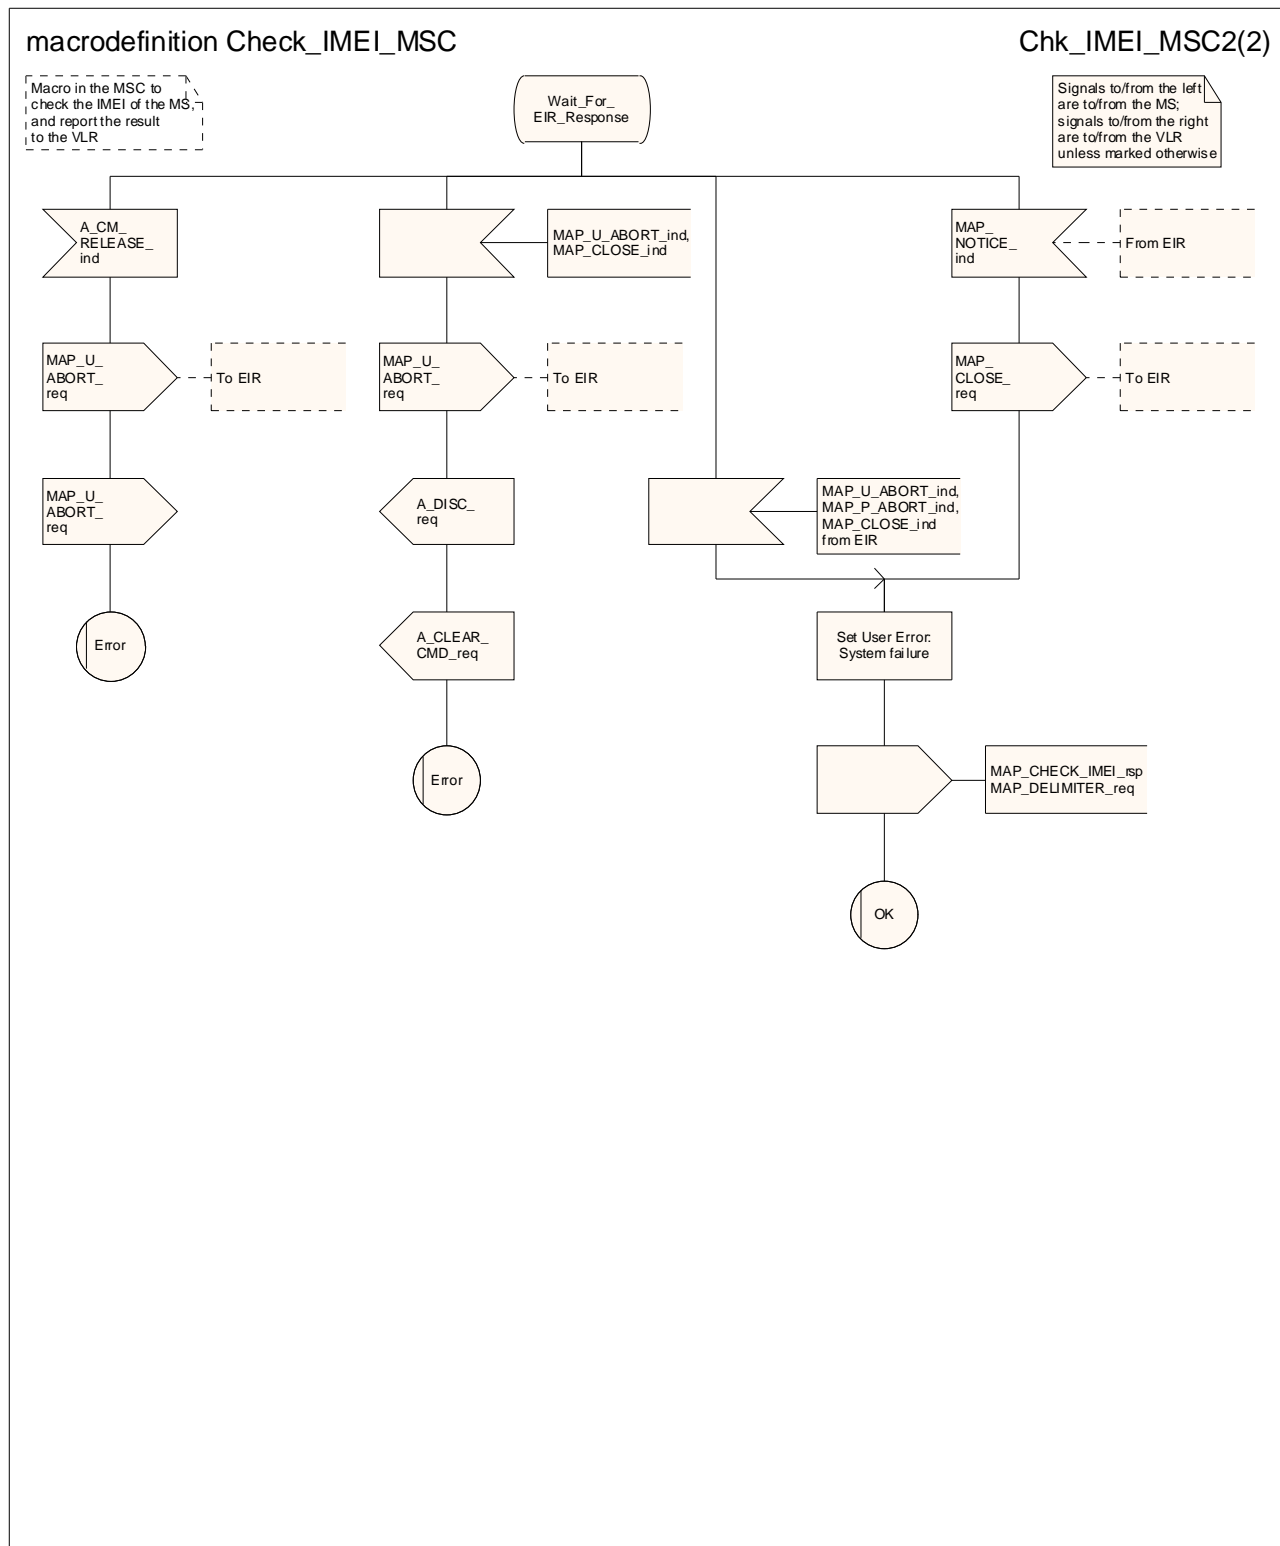 macrodefinition Check_IMEI_MSC
Chk_IMEI_MSC2(2)
Macro in the MSC to
check the IMEI of the MS,
and report the result
to the VLR
Wait_For_
EIR_Response
Signals to/from the left
are to/from the MS;
signals to/from the right
are to/from the VLR
unless marked otherwise
A_CM_
RELEASE_
ind
MAP_U_ABORT_ind,
MAP_CLOSE_ind
MAP_
NOTICE_
ind
From EIR
MAP_U_
ABORT_
req
To EIR
MAP_U_
ABORT_
req
To EIR
MAP_
CLOSE_
req
To EIR
MAP_U_
ABORT_
req
A_DISC_
req
MAP_U_ABORT_ind,
MAP_P_ABORT_ind,
MAP_CLOSE_ind
from EIR
Error
A_CLEAR_
CMD_req
Set User Error:
System failure
Error
MAP_CHECK_IMEI_rsp
MAP_DELIMITER_req
OK